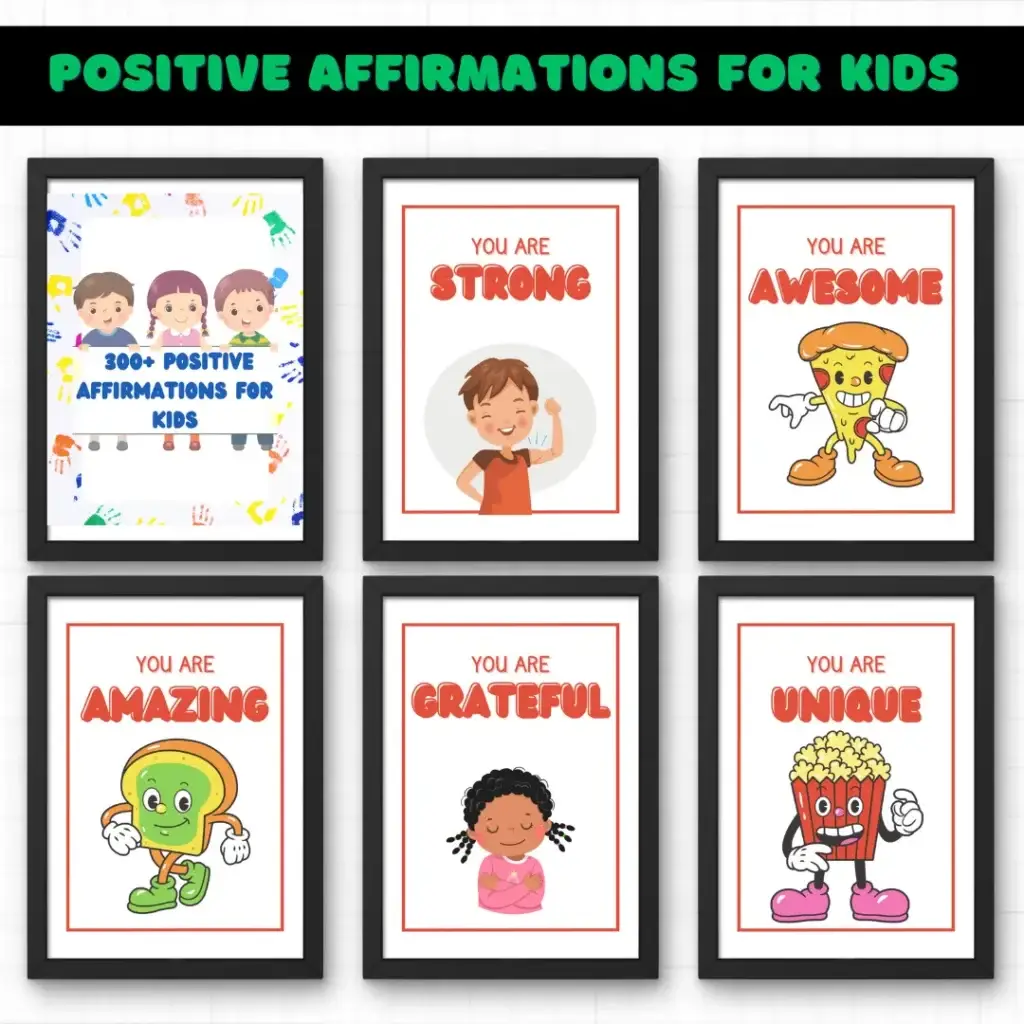 POSITIVE AFFIRMATIONS FOR KIDS
300+ POSITIVE
AFFIRMATIONS FOR
KIDS
YOU ARE
STRONG
YOU ARE
AWESOME
YOU ARE
AMAZING
YOU ARE
GRATEFUL
YOU ARE
UNIQUE